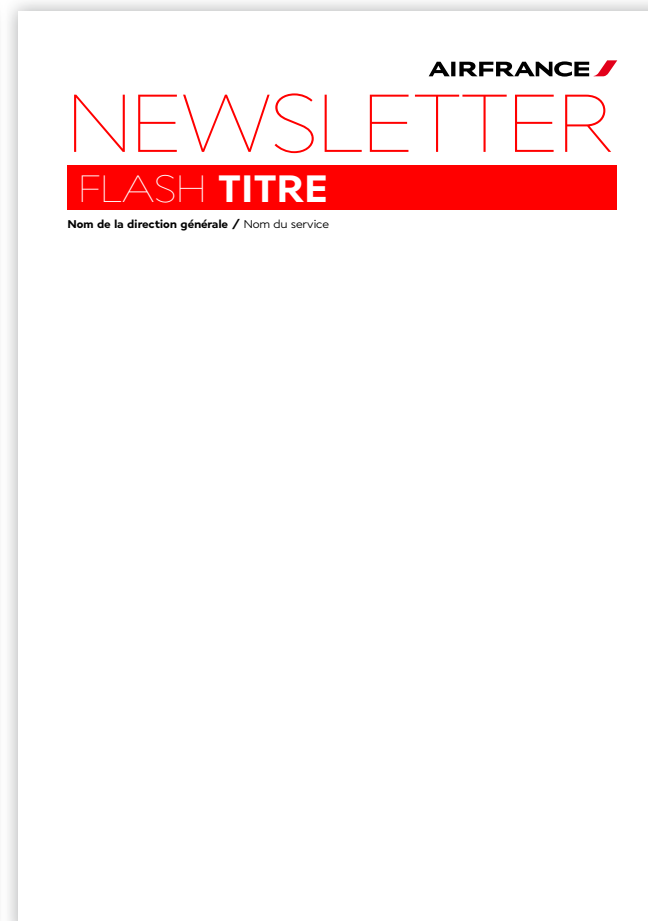 AIRFRANCE
NEWSLETTER
FLASH TITRE
Nom de la direction générale / Nom du service